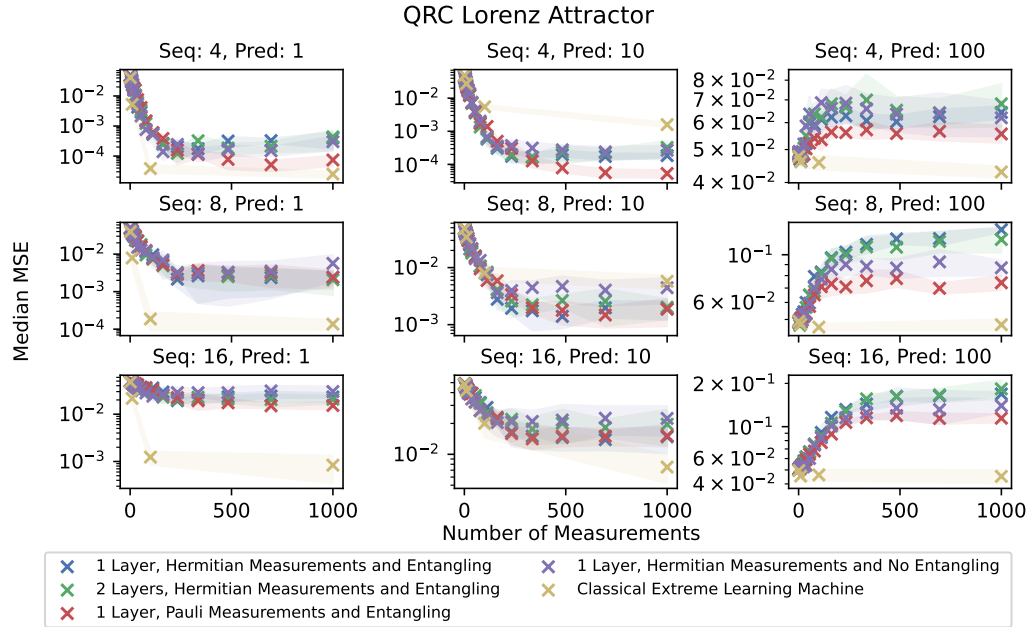 QRC Lorenz Attractor
Seq: 4, Pred: 1
Seq: 4, Pred: 10
Seq: 4, Pred: 100
10⁻²
10⁻³
10⁻⁴
10⁻²
10⁻³
10⁻⁴
8 × 10⁻²
7 × 10⁻²
6 × 10⁻²
5 × 10⁻²
4 × 10⁻²
Seq: 8, Pred: 1
Seq: 8, Pred: 10
Seq: 8, Pred: 100
Median MSE
10⁻²
10⁻³
10⁻⁴
10⁻²
10⁻³
10⁻¹
6 × 10⁻²
Seq: 16, Pred: 1
Seq: 16, Pred: 10
Seq: 16, Pred: 100
10⁻²
10⁻³
10⁻²
2 × 10⁻¹
10⁻¹
6 × 10⁻²
4 × 10⁻²
0 500 1000
0 500 1000
0 500 1000
Number of Measurements
1 Layer, Hermitian Measurements and Entangling
2 Layers, Hermitian Measurements and Entangling
1 Layer, Pauli Measurements and Entangling
1 Layer, Hermitian Measurements and No Entangling
Classical Extreme Learning Machine